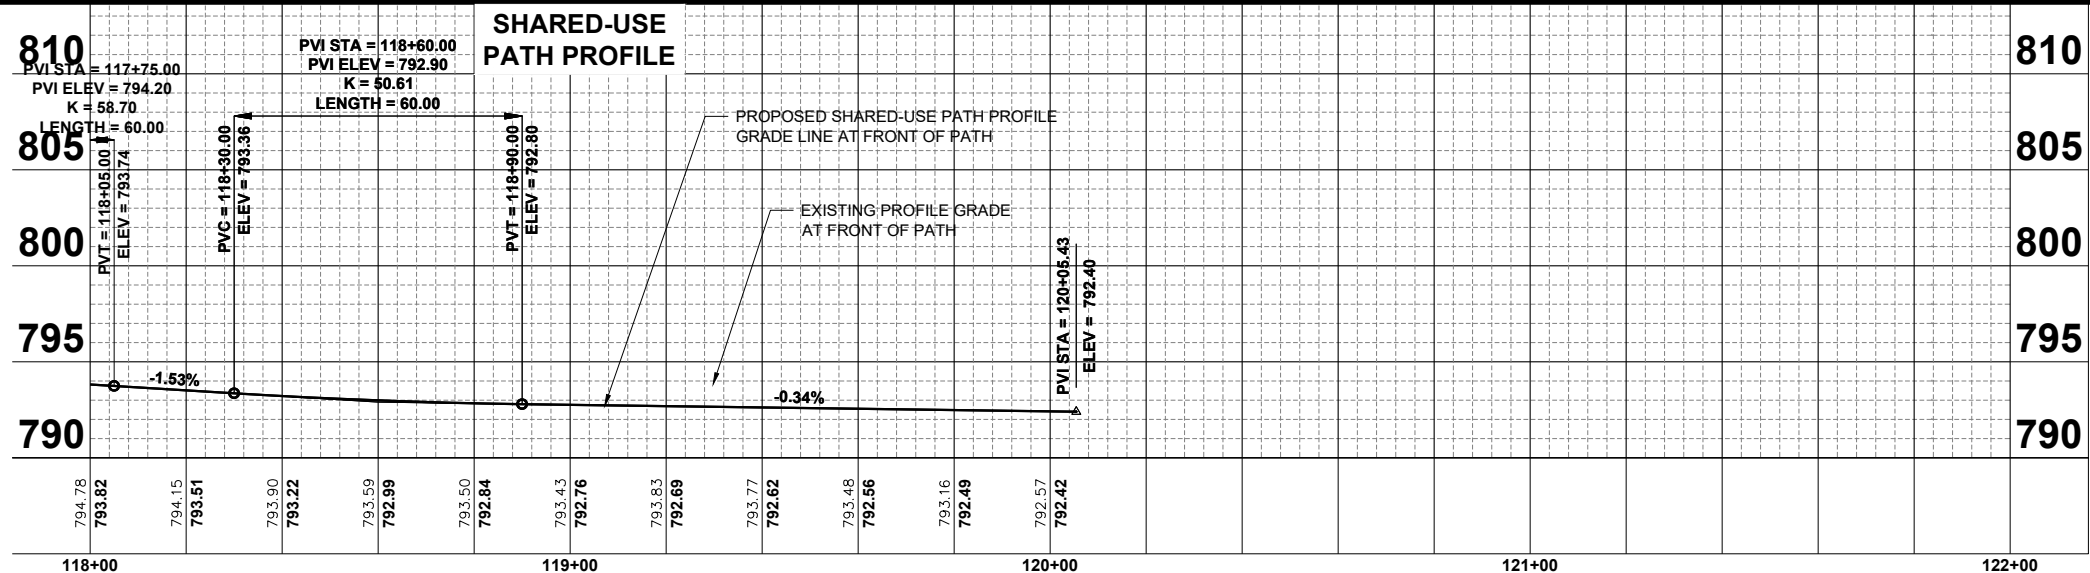 SHARED-USE
PATH PROFILE
810
PVI STA = 117+75.00
PVI ELEV = 794.20
K = 58.70
LENGTH = 60.00
PVI STA = 118+60.00
PVI ELEV = 792.90
K = 50.61
LENGTH = 60.00
810
805
PVT = 118+05.00
ELEV = 793.74
PVC = 118+30.00
ELEV = 793.36
PVT = 118+90.00
ELEV = 792.80
PROPOSED SHARED-USE PATH PROFILE
GRADE LINE AT FRONT OF PATH
805
800
EXISTING PROFILE GRADE
AT FRONT OF PATH
PVI STA = 120+05.43
ELEV = 792.40
800
795
795
-1.53%
-0.34%
790
790
794.78
793.82
794.15
793.51
793.90
793.22
793.59
792.99
793.50
792.84
793.43
792.76
793.83
792.69
793.77
792.62
793.48
792.56
793.16
792.49
792.57
792.42
118+00
119+00
120+00
121+00
122+00